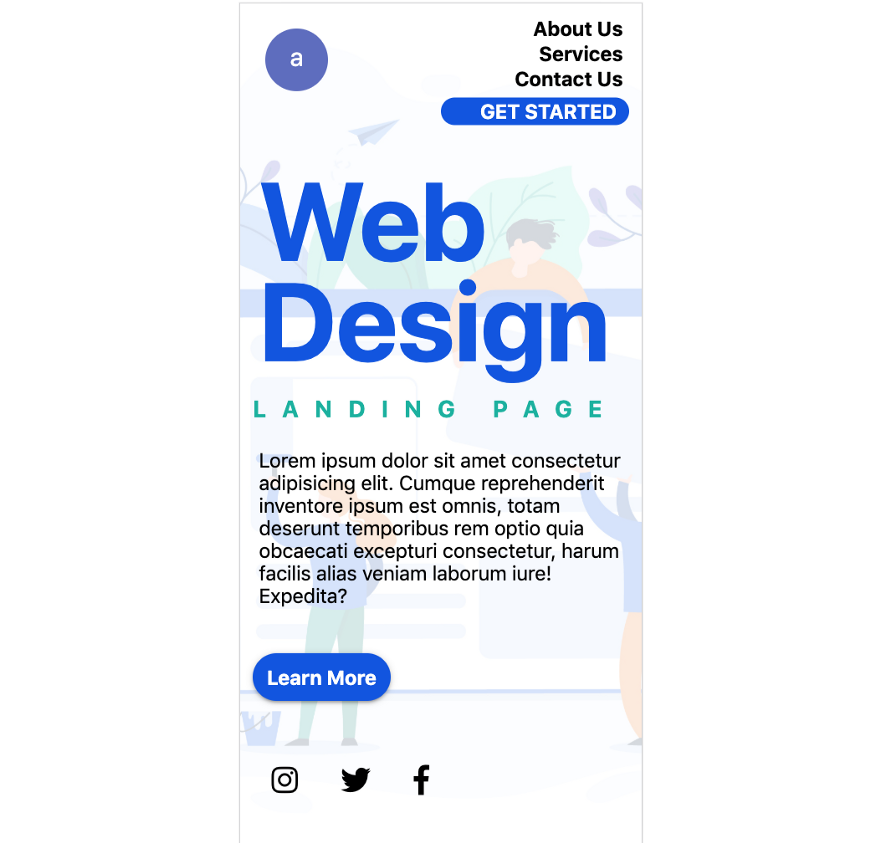 a
About Us
Services
Contact Us
GET STARTED
Web
Design
LANDING PAGE
Lorem ipsum dolor sit amet consectetur
adipisicing elit. Cumque reprehenderit
inventore ipsum est omnis, totam
deserunt temporibus rem optio quia
obcaecati excepturi consectetur, harum
facilis alias veniam laborum iure!
Expedita?
Learn More